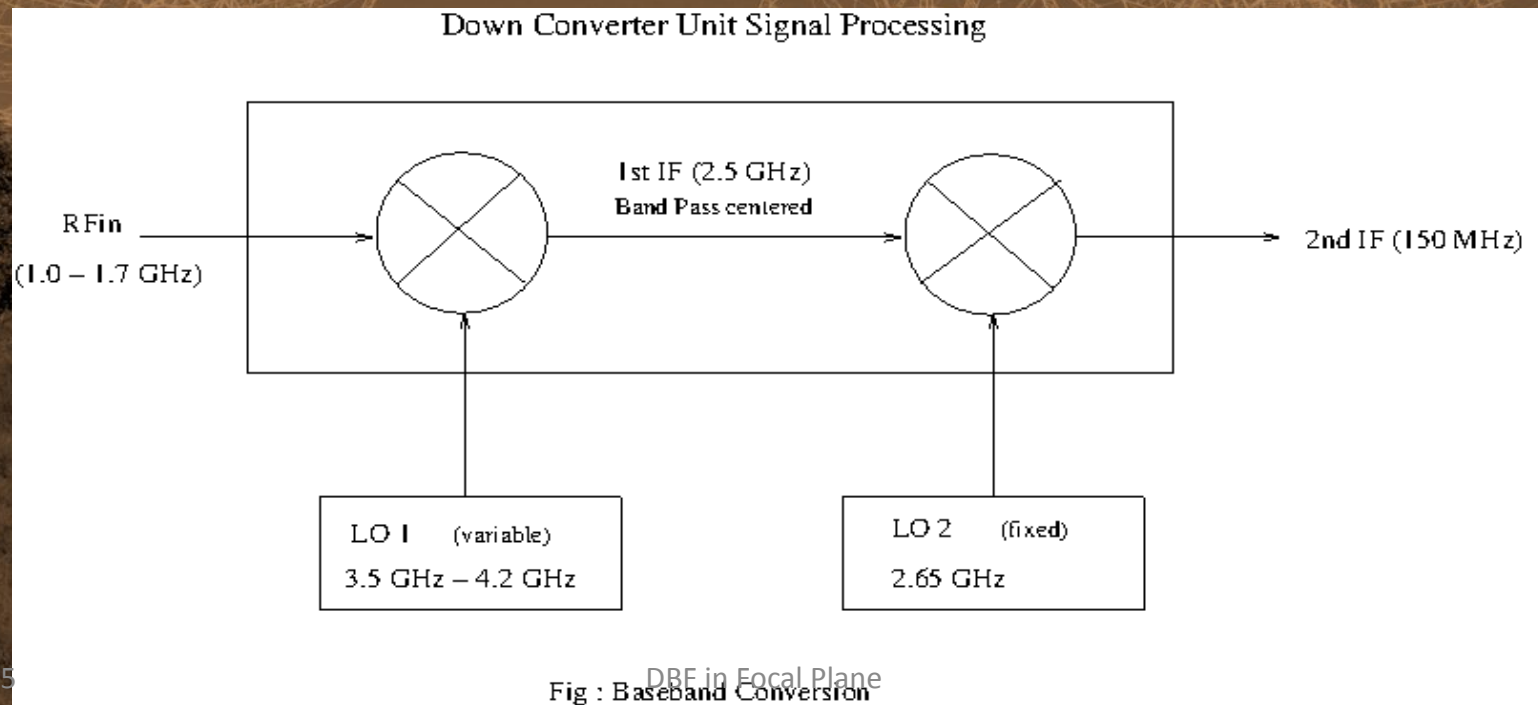 Down Converter Unit Signal Processing
1st IF (2.5 GHz)
Band Pass centered
RFin
(1.0 – 1.7 GHz)
2nd IF (150 MHz)
LO 1 (variable)
3.5 GHz – 4.2 GHz
LO 2 (fixed)
2.65 GHz
5
DBF in Focal Plane
Fig : Baseband Conversion